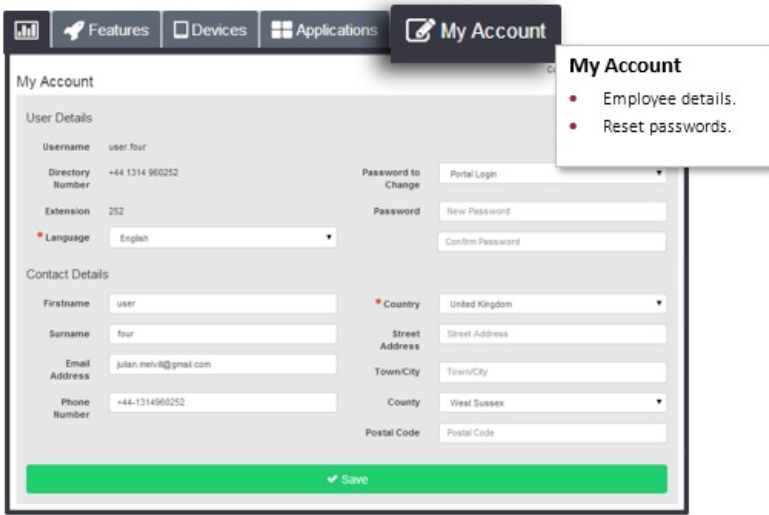 Features
Devices
Applications
My Account
My Account
My Account
• Employee details.
• Reset passwords.
User Details
Username user.four
Directory Number +44 1314 960252
Password to Change Portal Login
Extension 252
Password New Password
* Language English
Confirm Password
Contact Details
Firstname user
* Country United Kingdom
Surname four
Street Address Street Address
Email Address julian.melvill@gmail.com
Town/City Town/City
Phone Number +44-1314960252
County West Sussex
Postal Code Postal Code
Save